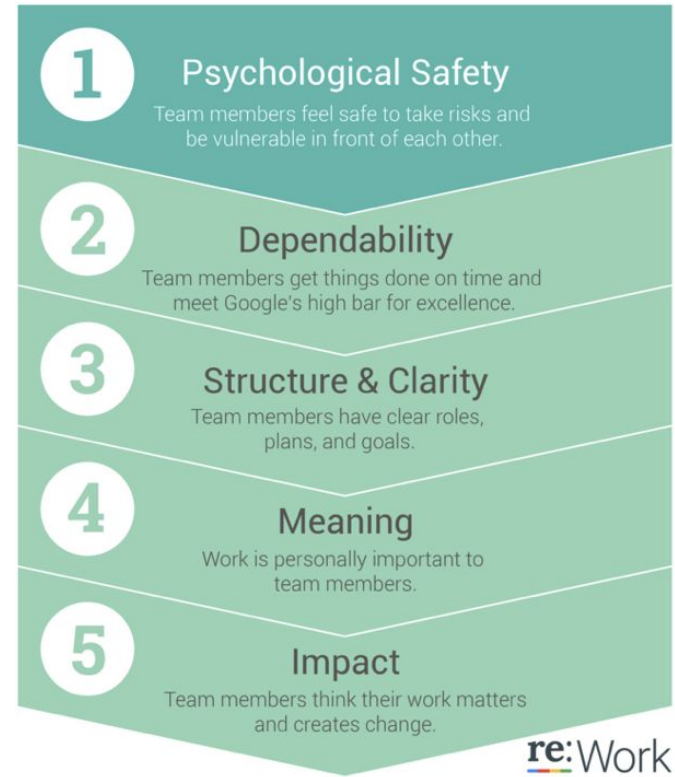 1
Psychological Safety
Team members feel safe to take risks and
be vulnerable in front of each other.
2
Dependability
Team members get things done on time and
meet Google's high bar for excellence.
3
Structure & Clarity
Team members have clear roles,
plans, and goals.
4
Meaning
Work is personally important to
team members.
5
Impact
Team members think their work matters
and creates change.
re:Work